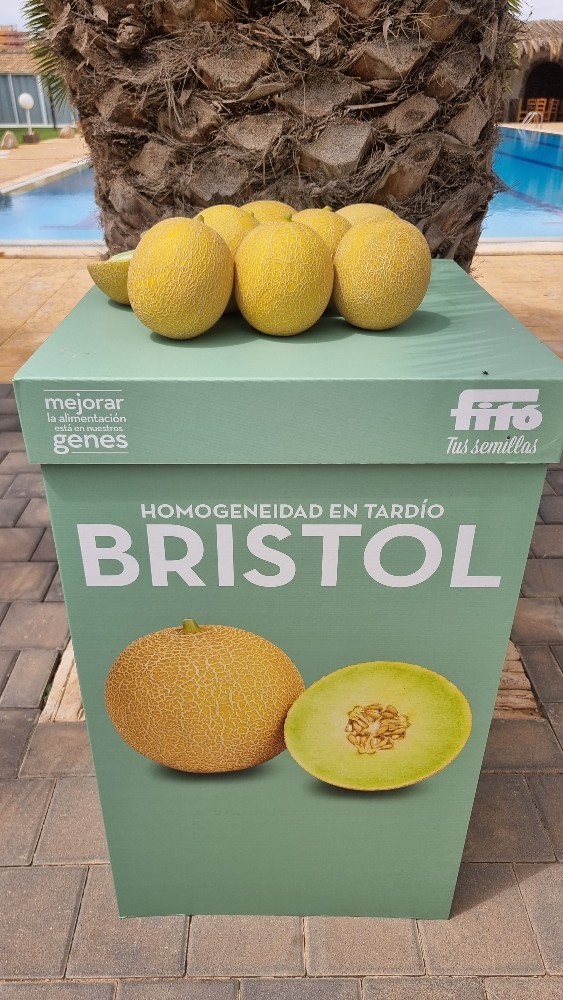 mejorar
la alimentación
está en nuestros
genes
fitó
Tus semillas
HOMOGENEIDAD EN TARDÍO
BRISTOL